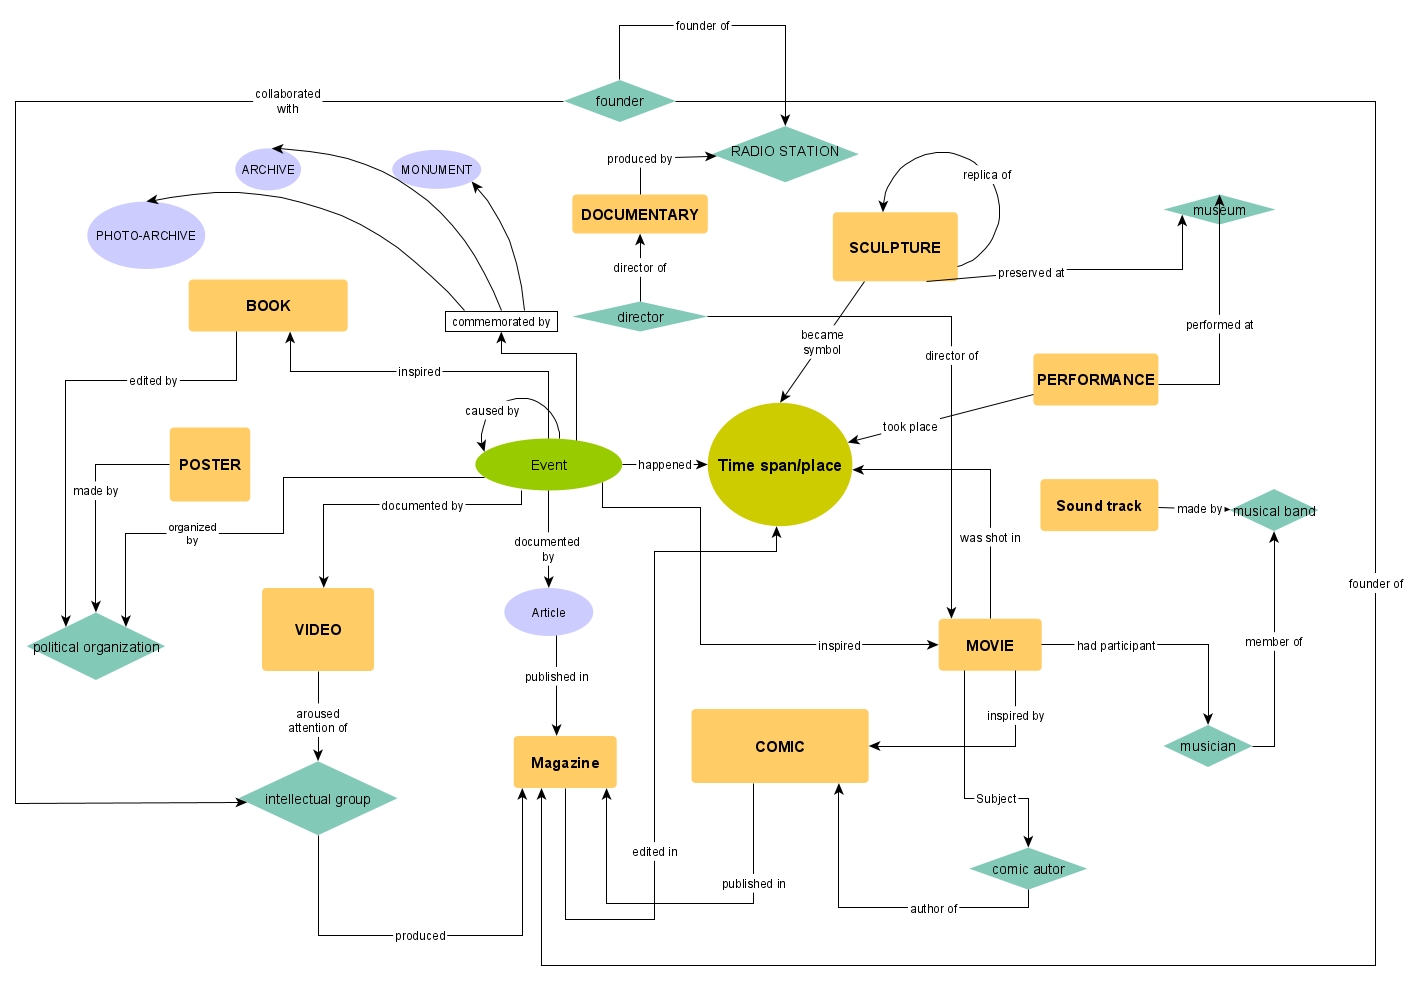 founder of
collaborated
with
founder
RADIO STATION
produced by
ARCHIVE
MONUMENT
replica of
DOCUMENTARY
museum
PHOTO-ARCHIVE
SCULPTURE
director of
preserved at
BOOK
commemorated by
director
performed at
became
symbol
director of
inspired
edited by
PERFORMANCE
caused by
took place
POSTER
Event
happened
Time span/place
made by
documented by
Sound track
made by
musical band
organized
by
documented
by
was shot in
founder of
Article
VIDEO
political organization
inspired
MOVIE
had participant
member of
published in
aroused
attention of
inspired by
COMIC
musician
Magazine
intellectual group
Subject
edited in
comic autor
published in
author of
produced